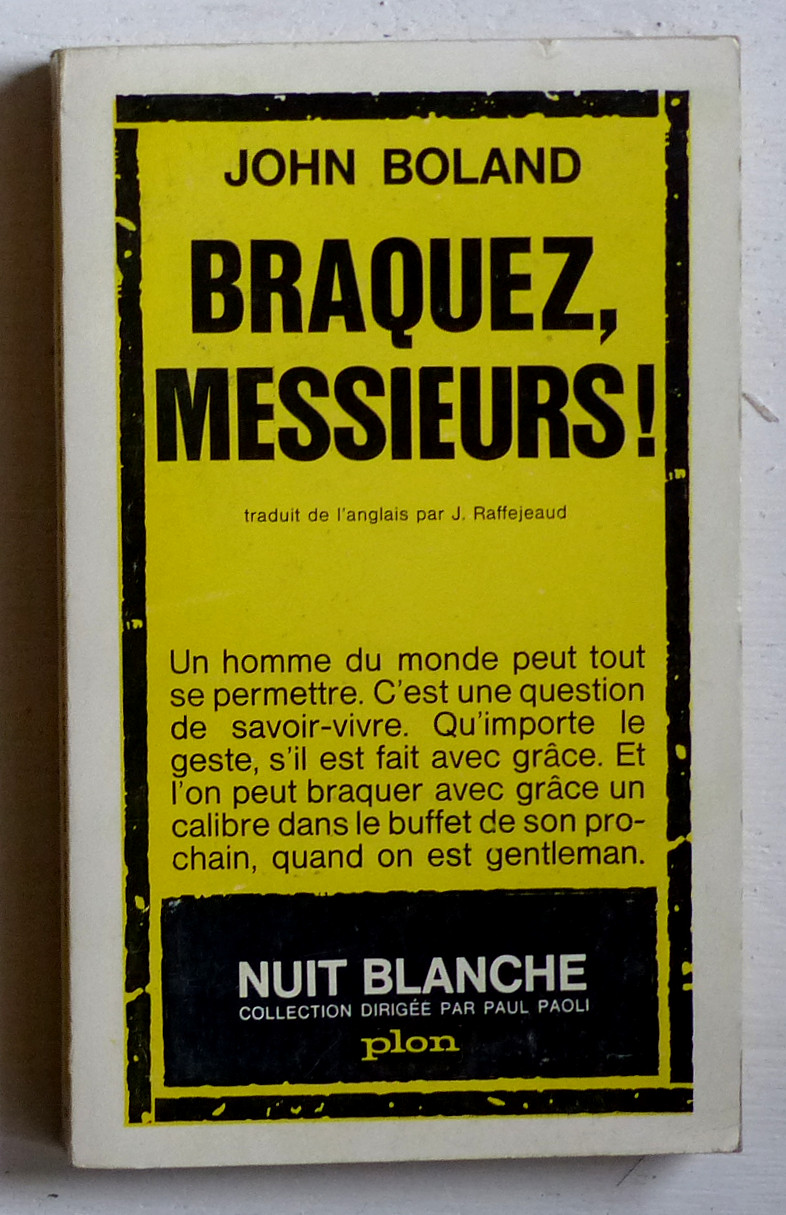 JOHN BOLAND
BRAQUEZ,
MESSIEURS!
traduit de l'anglais par J. Raffejeaud
Un homme du monde peut tout
se permettre. C'est une question
de savoir-vivre. Qu'importe le
geste, s'il est fait avec grâce. Et
l'on peut braquer avec grâce un
calibre dans le buffet de son pro-
chain, quand on est gentleman.
NUIT BLANCHE
COLLECTION DIRIGÉE PAR PAUL PAOLI
plon